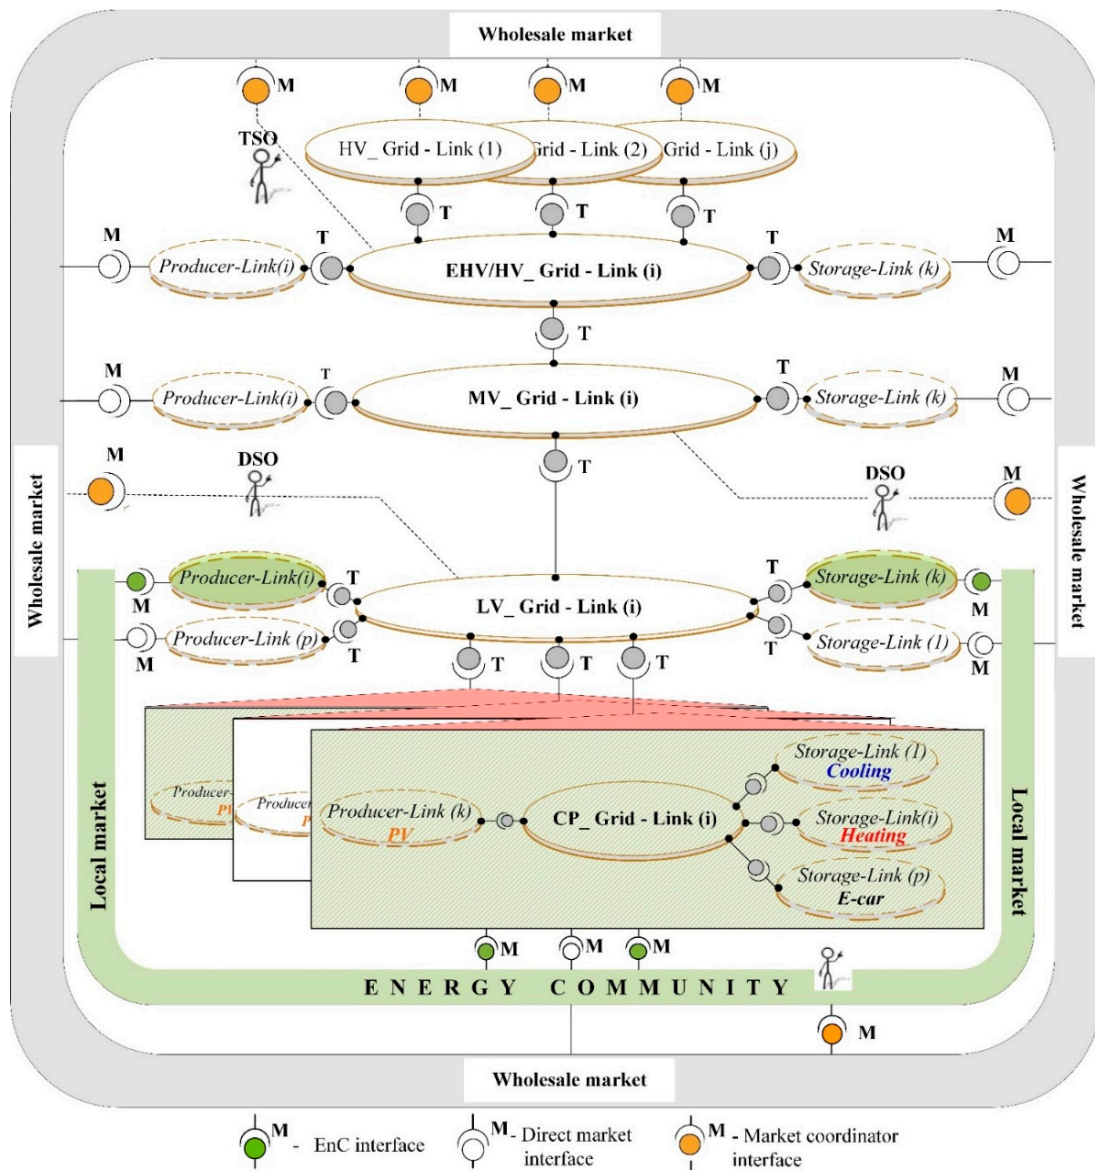 Wholesale market
M
M
M
M
TSO
HV_ Grid - Link (1)
Grid - Link (2)
Grid - Link (j)
T
T
T
M
Producer-Link(i)
T
EHV/HV_ Grid - Link (i)
T
Storage-Link (k)
M
T
M
Producer-Link(i)
T
MV_ Grid - Link (i)
T
Storage-Link (k)
M
T
M
DSO
DSO
M
Wholesale market
Wholesale market
Producer-Link(i)
M
T
LV_ Grid - Link (i)
T
Storage-Link (k)
M
Producer-Link (p)
M
T
T
Storage-Link (1)
M
T
T
T
Producer-Link
PV
Producer
P
Producer-Link (k)
PV
CP_ Grid - Link (i)
Storage-Link (1)
Cooling
Storage-Link(i)
Heating
Storage-Link (p)
E-car
Local market
Local market
M
M
M
ENERGY COMMUNITY
M
Wholesale market
M - EnC interface
M - Direct market
interface
M - Market coordinator
interface